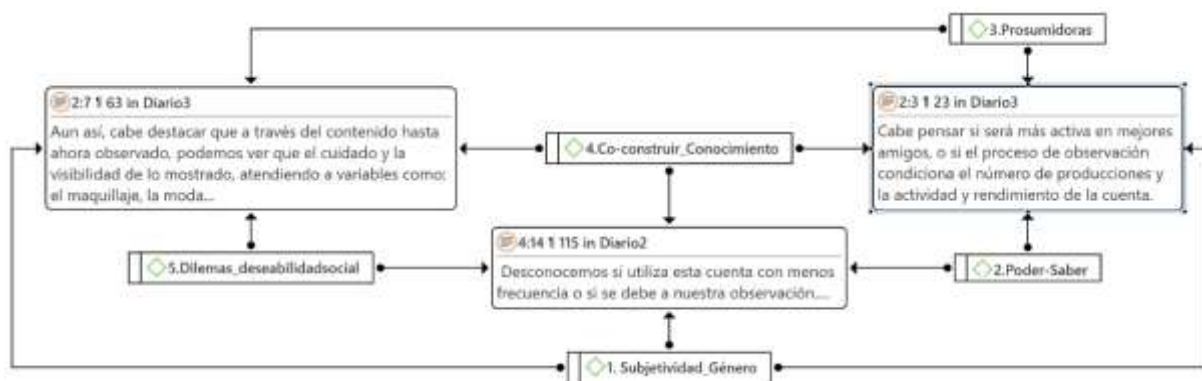 3.Prosumidoras
2:7 ¶ 63 in Diario3
Aun así, cabe destacar que a través del contenido hasta
ahora observado, podemos ver que el cuidado y la
visibilidad de lo mostrado, atendiendo a variables como:
el maquillaje, la moda...
2:3 ¶ 23 in Diario3
Cabe pensar si será más activa en mejores
amigos, o si el proceso de observación
condiciona el número de producciones y
la actividad y rendimiento de la cuenta.
4.Co-construir_Conocimiento
4:14 ¶ 115 in Diario2
Desconocemos si utiliza esta cuenta con menos
frecuencia o si se debe a nuestra observación....
5.Dilemas_deseabilidadsocial
2.Poder-Saber
1. Subjetividad_Género